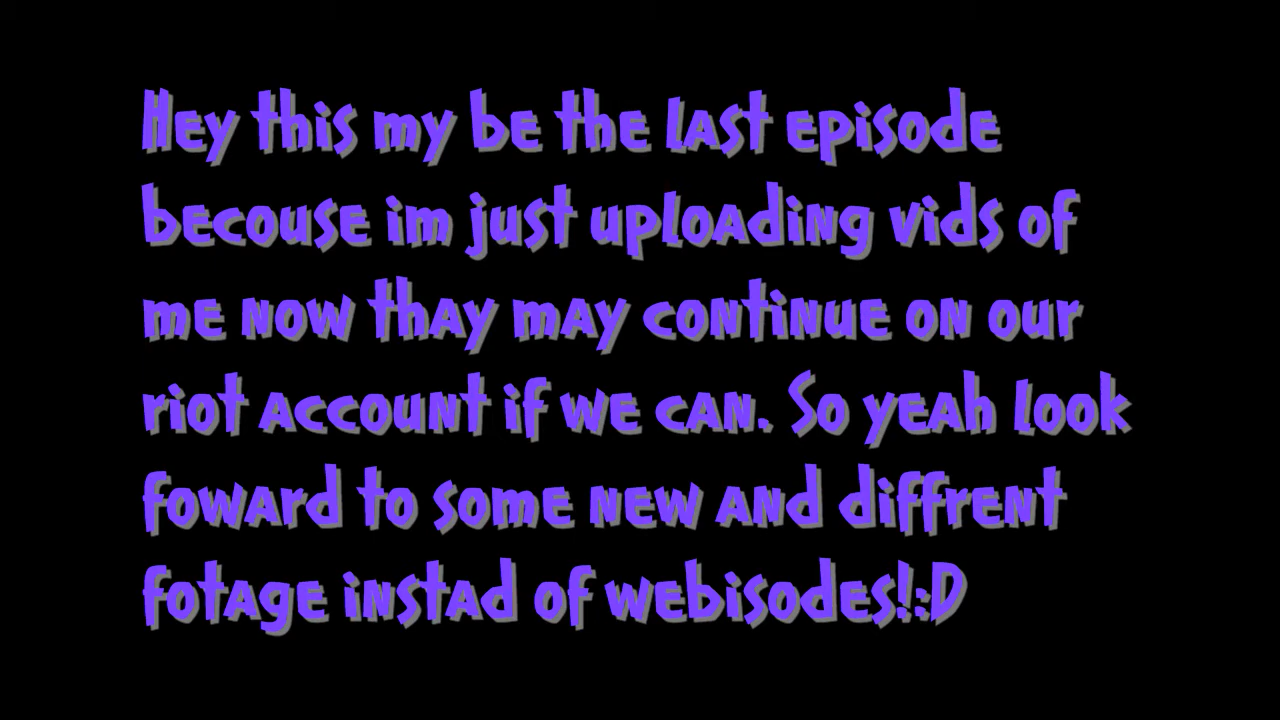 Hey this my be the last episode
becouse im just uploading vids of
me now thay may continue on our
riot account if we can. So yeah look
foward to some new and diffrent
fotage instad of webisodes!:D